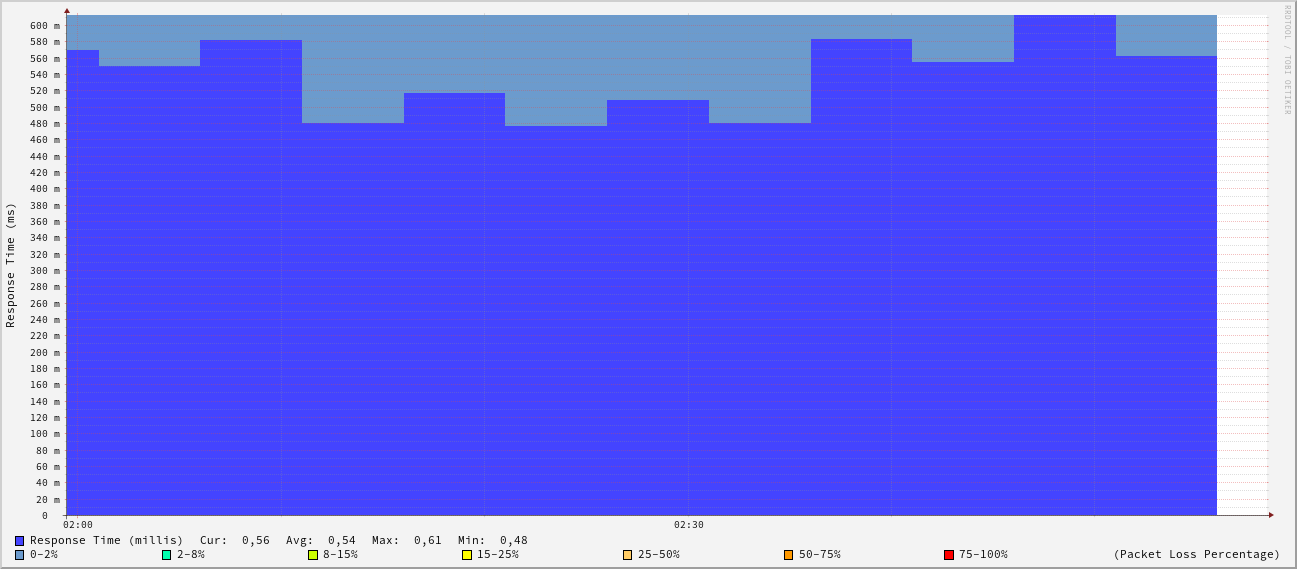 RRDTOOL / TOBI OETIKER
Response Time (ms)
600 m
580 m
560 m
540 m
520 m
500 m
480 m
460 m
440 m
420 m
400 m
380 m
360 m
340 m
320 m
300 m
280 m
260 m
240 m
220 m
200 m
180 m
160 m
140 m
120 m
100 m
80 m
60 m
40 m
20 m
0
02:00 02:30
Response Time (millis) Cur: 0,56 Avg: 0,54 Max: 0,61 Min: 0,48
0-2% 2-8% 8-15% 15-25% 25-50% 50-75% 75-100% (Packet Loss Percentage)